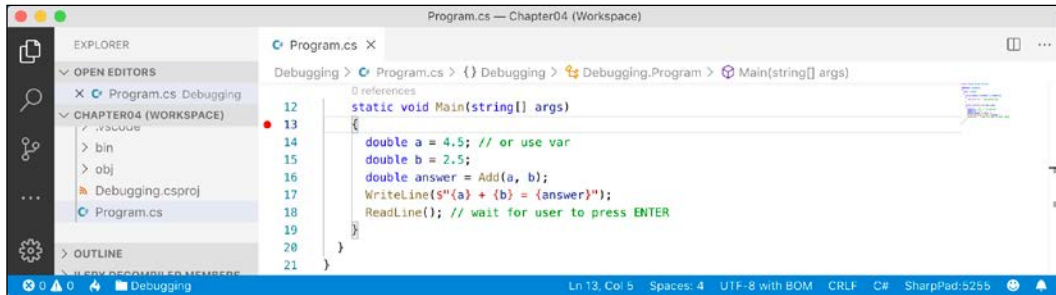 Program.cs — Chapter04 (Workspace)
EXPLORER
Program.cs
OPEN EDITORS
Debugging > Program.cs > {} Debugging > Debugging.Program > Main(string[] args)
Program.cs Debugging
0 references
CHAPTER04 (WORKSPACE)
12 static void Main(string[] args)
.vscode
13 {
> bin
14 double a = 4.5; // or use var
> obj
15 double b = 2.5;
Debugging.csproj
16 double answer = Add(a, b);
Program.cs
17 WriteLine($"{a} + {b} = {answer}");
18 ReadLine(); // wait for user to press ENTER
19 }
OUTLINE
20 }
ILSPY DECOMPILED MEMBERS
21 }
0 0 Debugging Ln 13, Col 5 Spaces: 4 UTF-8 with BOM CRLF C# SharpPad:5255